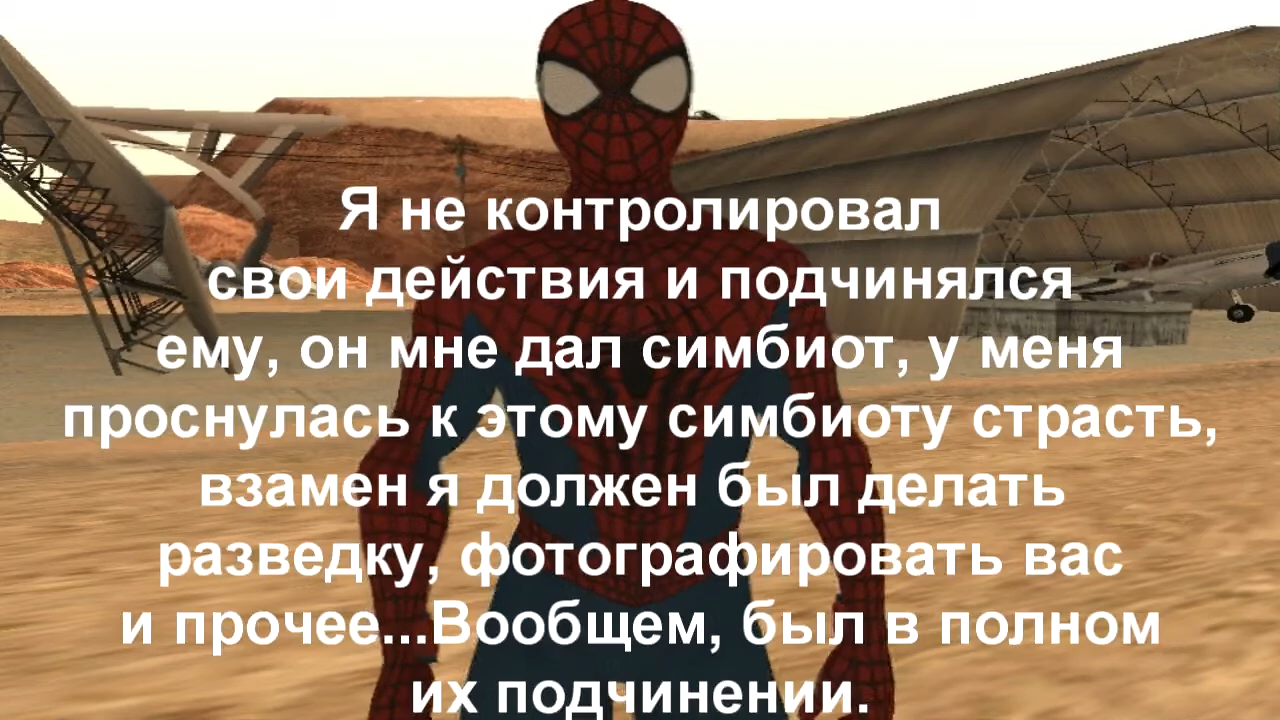 Я не контролировал
свои действия и подчинялся
ему, он мне дал симбиот, у меня
проснулась к этому симбиоту страсть,
взамен я должен был делать
разведку, фотографировать вас
и прочее...Вообщем, был в полном
их подчинении.